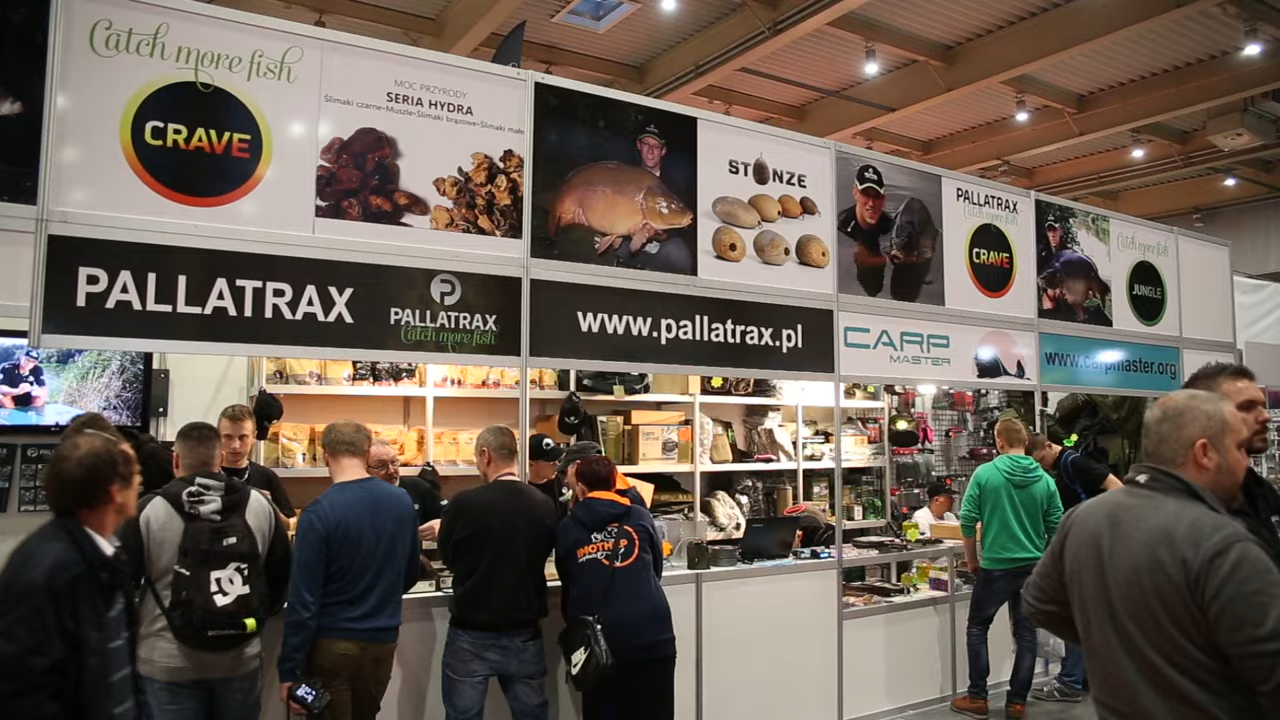 Catch more fish
CRAVE
MOC PRZYRODY
SERIA HYDRA
Ślimaki czarne-Muszle-Ślimaki brązowe-Ślimaki małe
STONZE
PALLATRAX
Catch more fish
CRAVE
Catch more fish
JUNGLE
PALLATRAX
PALLATRAX
Catch more fish
www.pallatrax.pl
CARP
MASTER
www.carpmaster.org
DC